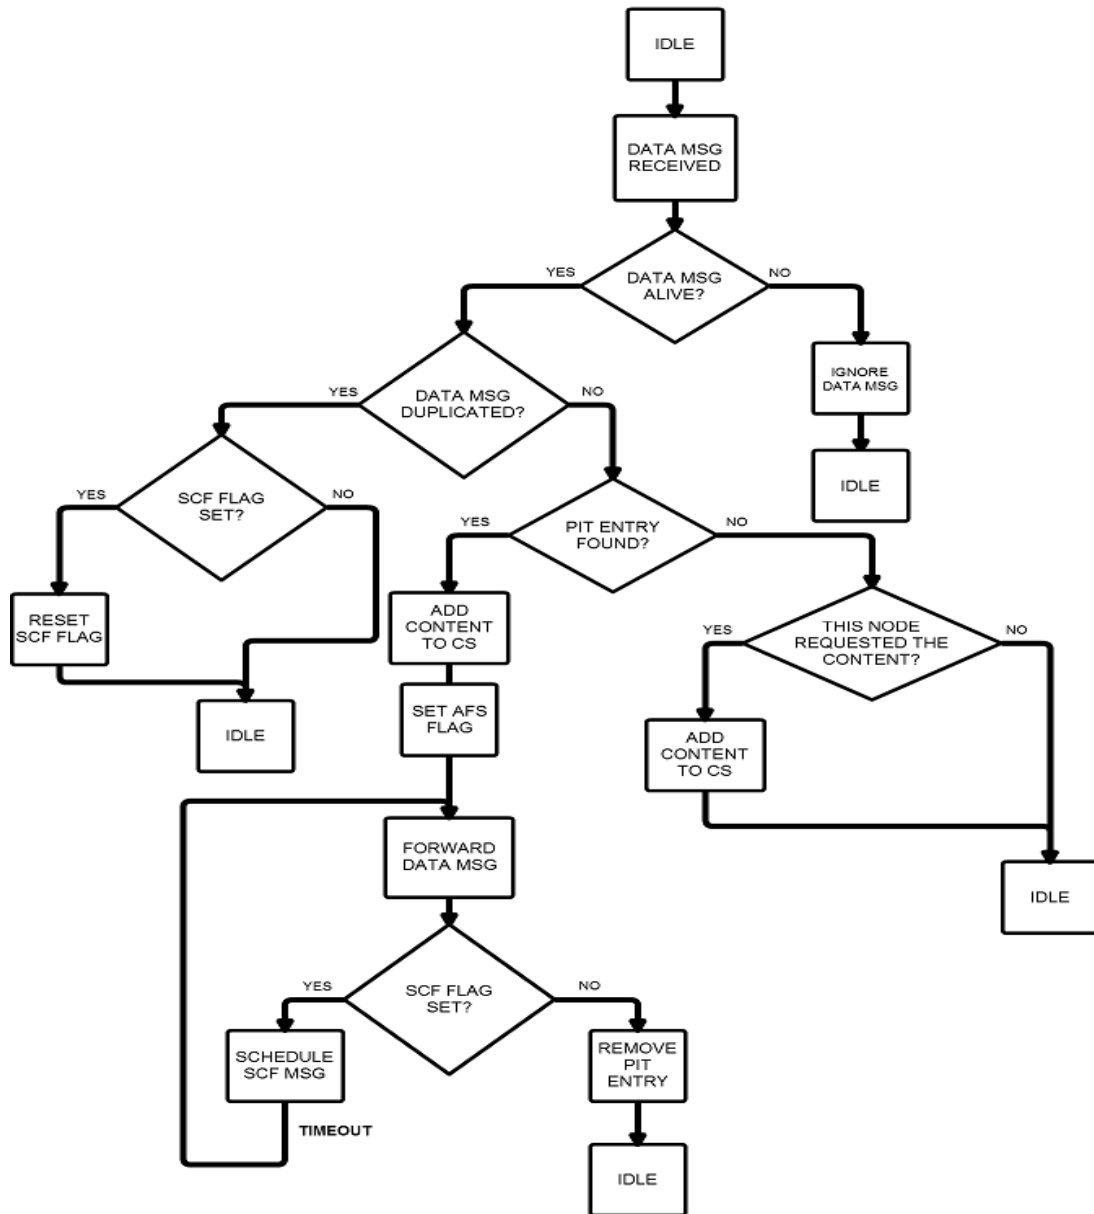 IDLE
DATA MSG
RECEIVED
DATA MSG
ALIVE?
YES
NO
DATA MSG
DUPLICATED?
YES
NO
IGNORE
DATA MSG
IDLE
SCF FLAG
SET?
YES
NO
PIT ENTRY
FOUND?
YES
NO
RESET
SCF FLAG
IDLE
ADD
CONTENT
TO CS
SET AFS
FLAG
THIS NODE
REQUESTED THE
CONTENT?
YES
NO
ADD
CONTENT
TO CS
IDLE
FORWARD
DATA MSG
SCF FLAG
SET?
YES
NO
SCHEDULE
SCF MSG
TIMEOUT
REMOVE
PIT
ENTRY
IDLE